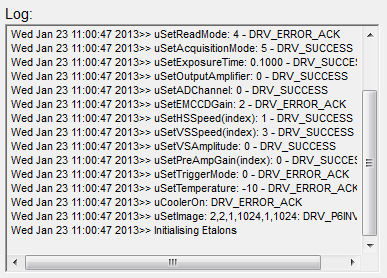 Log:
Wed Jan 23 11:00:47 2013>> uSetReadMode: 4 - DRV_ERROR_ACK
Wed Jan 23 11:00:47 2013>> uSetAcquisitionMode: 5 - DRV_SUCCESS
Wed Jan 23 11:00:47 2013>> uSetExposureTime: 0.1000 - DRV_SUCCES
Wed Jan 23 11:00:47 2013>> uSetOutputAmplifier: 0 - DRV_SUCCESS
Wed Jan 23 11:00:47 2013>> uSetADChannel: 0 - DRV_SUCCESS
Wed Jan 23 11:00:47 2013>> uSetEMCCDGain: 2 - DRV_ERROR_ACK
Wed Jan 23 11:00:47 2013>> uSetHSSpeed(index): 1 - DRV_SUCCESS
Wed Jan 23 11:00:47 2013>> uSetVSSpeed(index): 3 - DRV_SUCCESS
Wed Jan 23 11:00:47 2013>> uSetVSAmplitude: 0 - DRV_SUCCESS
Wed Jan 23 11:00:47 2013>> uSetPreAmpGain(index): 0 - DRV_SUCCESS
Wed Jan 23 11:00:47 2013>> uSetTriggerMode: 0 - DRV_SUCCESS
Wed Jan 23 11:00:47 2013>> uSetTemperature: -10 - DRV_ERROR_ACK
Wed Jan 23 11:00:47 2013>> uCoolerOn: DRV_ERROR_ACK
Wed Jan 23 11:00:47 2013>> uSetImage: 2,2,1,1024,1,1024: DRV_P6INV
Wed Jan 23 11:00:47 2013>> Initialising Etalons